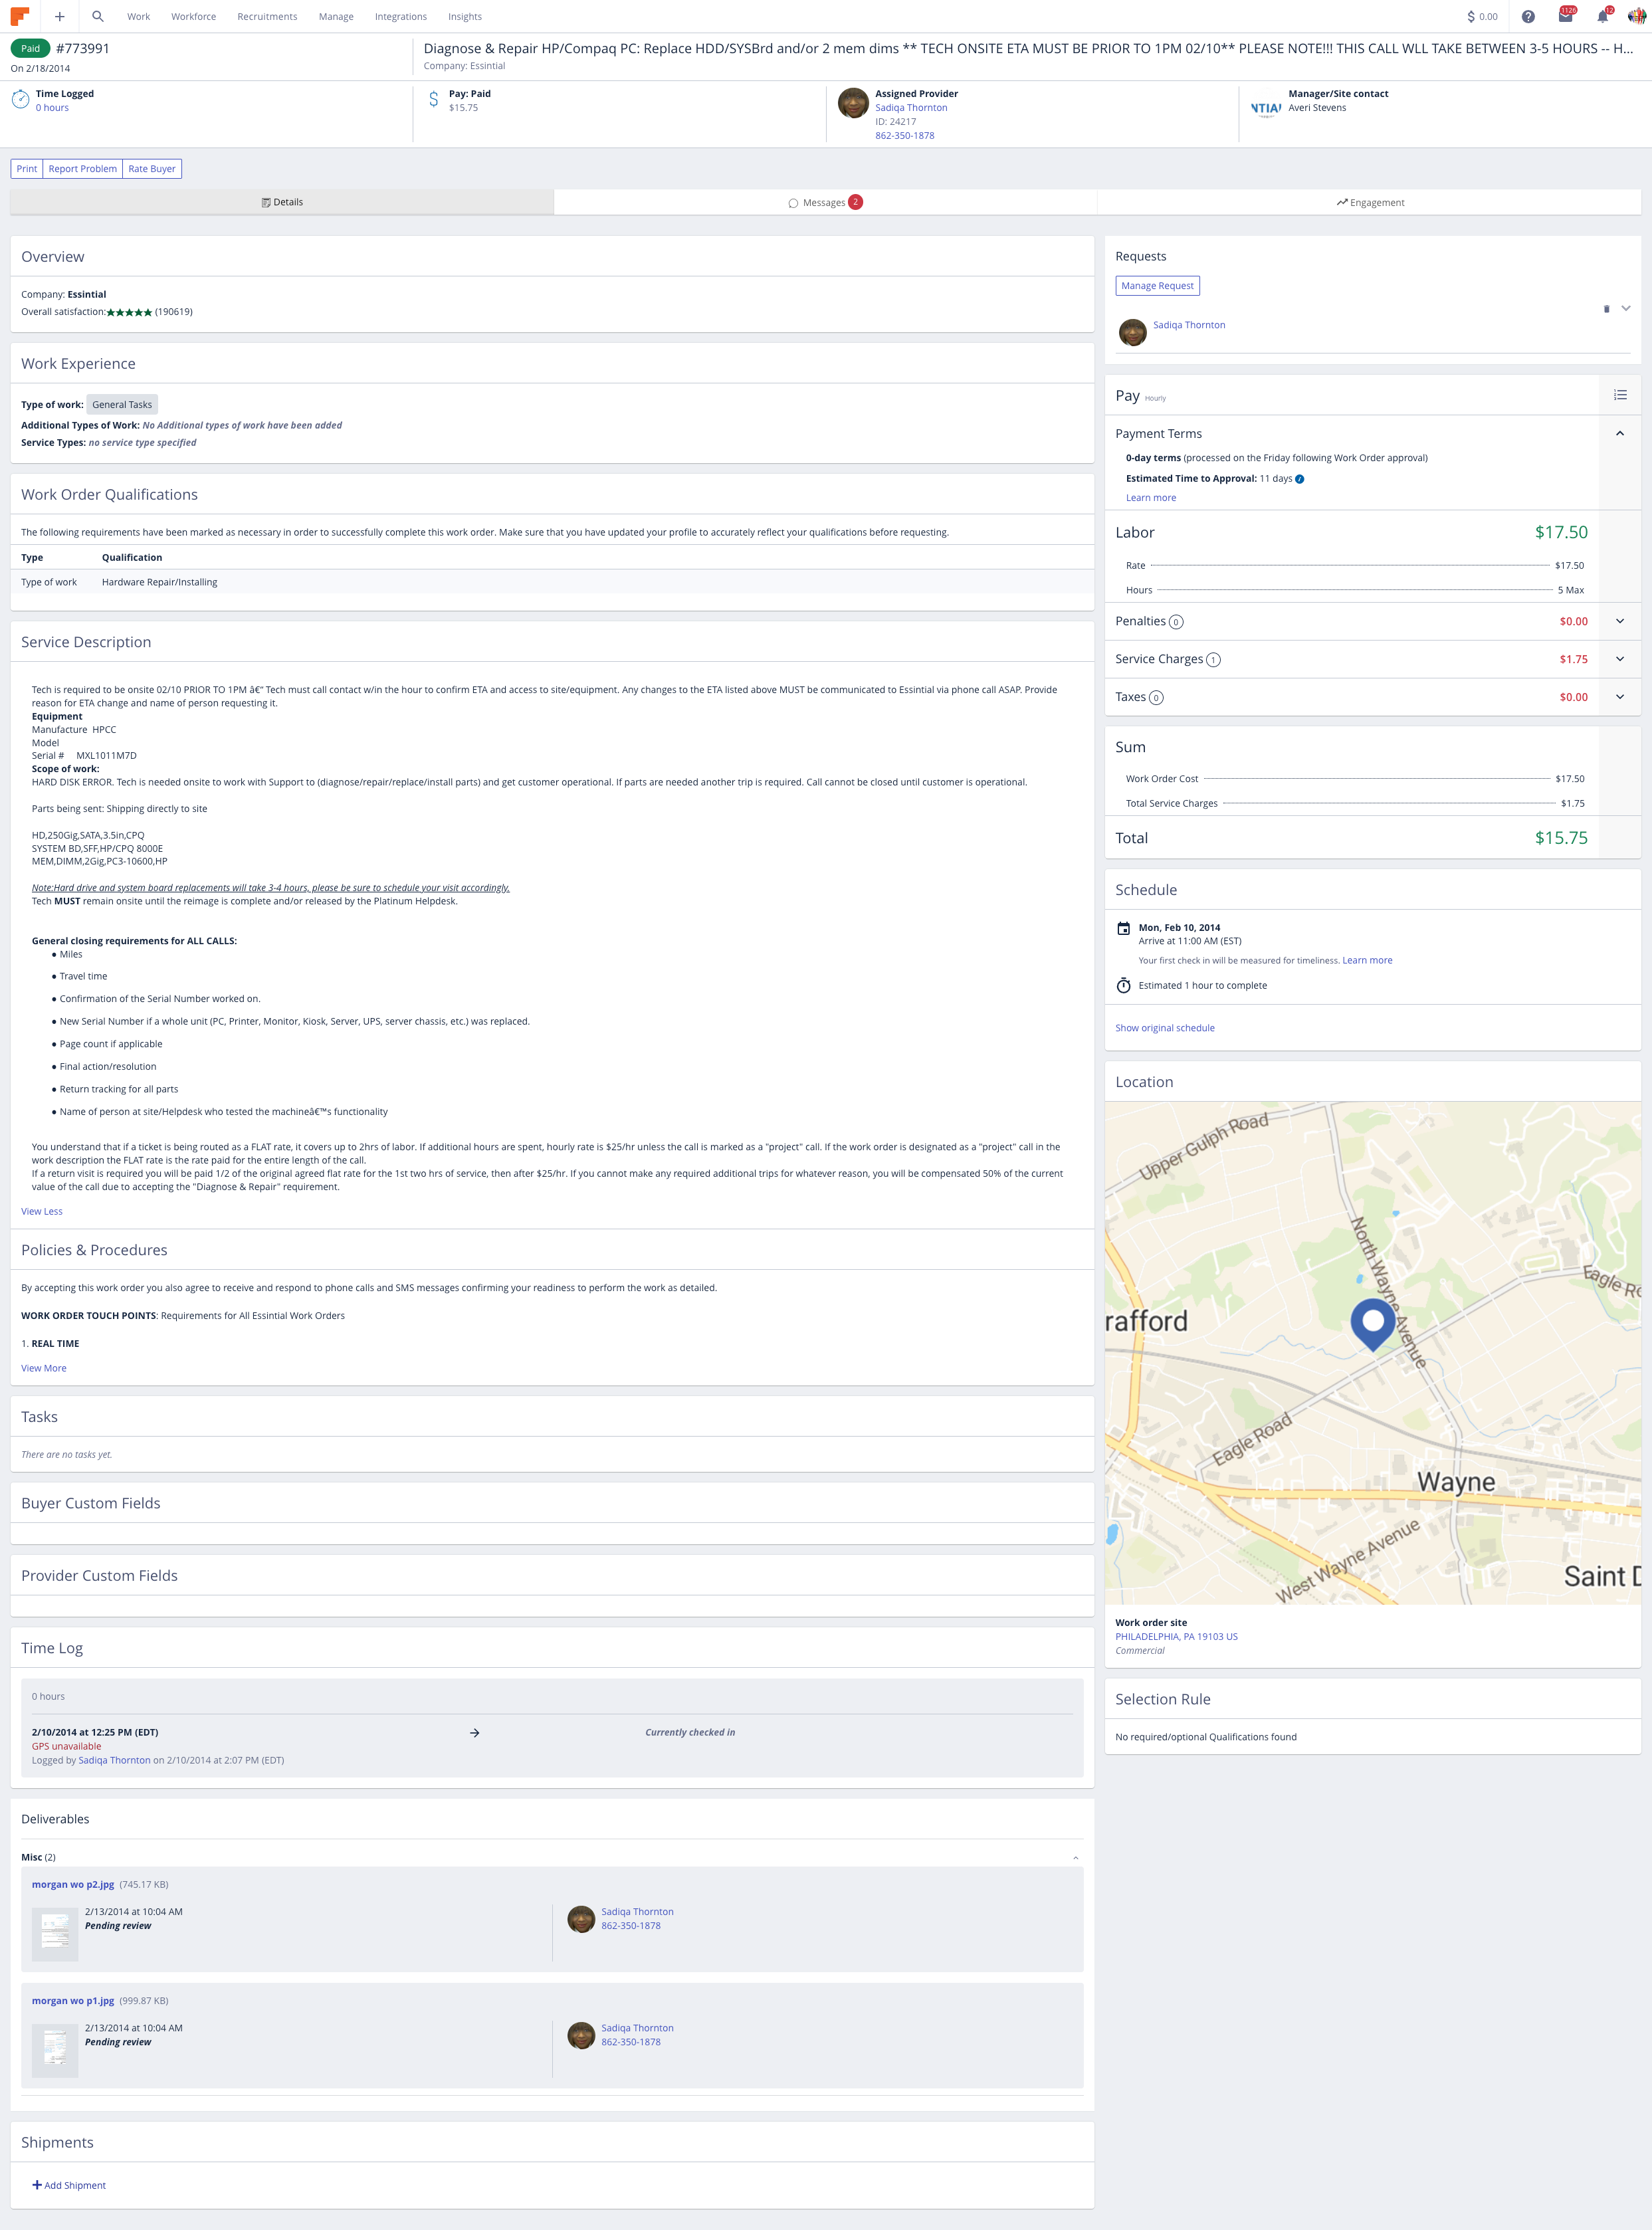 Work Workforce Recruitments Manage Integrations Insights $ 0.00 1126 12
Paid #773991
On 2/18/2014
Diagnose & Repair HP/Compaq PC: Replace HDD/SYSBrd and/or 2 mem dims ** TECH ONSITE ETA MUST BE PRIOR TO 1PM 02/10** PLEASE NOTE!!! THIS CALL WLL TAKE BETWEEN 3-5 HOURS -- H...
Company: Essintial
Time Logged
0 hours
Pay: Paid
$15.75
Assigned Provider
Sadiqa Thornton
ID: 24217
862-350-1878
NTIAL
Manager/Site contact
Averi Stevens
Print Report Problem Rate Buyer
Details Messages 2 Engagement
Overview
Company: Essintial
Overall satisfaction:★★★★★ (190619)
Work Experience
Type of work: General Tasks
Additional Types of Work: No Additional types of work have been added
Service Types: no service type specified
Work Order Qualifications
The following requirements have been marked as necessary in order to successfully complete this work order. Make sure that you have updated your profile to accurately reflect your qualifications before requesting.
Type Qualification
Type of work Hardware Repair/Installing
Service Description
Tech is required to be onsite 02/10 PRIOR TO 1PM â€“ Tech must call contact w/in the hour to confirm ETA and access to site/equipment. Any changes to the ETA listed above MUST be communicated to Essintial via phone call ASAP. Provide
reason for ETA change and name of person requesting it.
Equipment
Manufacture HPCC
Model
Serial # MXL1011M7D
Scope of work:
HARD DISK ERROR. Tech is needed onsite to work with Support to (diagnose/repair/replace/install parts) and get customer operational. If parts are needed another trip is required. Call cannot be closed until customer is operational.
Parts being sent: Shipping directly to site
HD,250Gig,SATA,3.5in,CPQ
SYSTEM BD,SFF,HP/CPQ 8000E
MEM,DIMM,2Gig,PC3-10600,HP
Note:Hard drive and system board replacements will take 3-4 hours, please be sure to schedule your visit accordingly.
Tech MUST remain onsite until the reimage is complete and/or released by the Platinum Helpdesk.
General closing requirements for ALL CALLS:
● Miles
● Travel time
● Confirmation of the Serial Number worked on.
● New Serial Number if a whole unit (PC, Printer, Monitor, Kiosk, Server, UPS, server chassis, etc.) was replaced.
● Page count if applicable
● Final action/resolution
● Return tracking for all parts
● Name of person at site/Helpdesk who tested the machineâ€™s functionality
You understand that if a ticket is being routed as a FLAT rate, it covers up to 2hrs of labor. If additional hours are spent, hourly rate is $25/hr unless the call is marked as a "project" call. If the work order is designated as a "project" call in the
work description the FLAT rate is the rate paid for the entire length of the call.
If a return visit is required you will be paid 1/2 of the original agreed flat rate for the 1st two hrs of service, then after $25/hr. If you cannot make any required additional trips for whatever reason, you will be compensated 50% of the current
value of the call due to accepting the "Diagnose & Repair" requirement.
View Less
Policies & Procedures
By accepting this work order you also agree to receive and respond to phone calls and SMS messages confirming your readiness to perform the work as detailed.
WORK ORDER TOUCH POINTS: Requirements for All Essintial Work Orders
1. REAL TIME
View More
Tasks
There are no tasks yet.
Buyer Custom Fields
Provider Custom Fields
Time Log
0 hours
2/10/2014 at 12:25 PM (EDT) Currently checked in
GPS unavailable
Logged by Sadiqa Thornton on 2/10/2014 at 2:07 PM (EDT)
Deliverables
Misc (2)
morgan wo p2.jpg (745.17 KB)
2/13/2014 at 10:04 AM
Pending review
Sadiqa Thornton
862-350-1878
morgan wo p1.jpg (999.87 KB)
2/13/2014 at 10:04 AM
Pending review
Sadiqa Thornton
862-350-1878
Shipments
Add Shipment
Requests
Manage Request
Sadiqa Thornton
Pay Hourly
Payment Terms
0-day terms (processed on the Friday following Work Order approval)
Estimated Time to Approval: 11 days
Learn more
Labor $17.50
Rate $17.50
Hours 5 Max
Penalties 0 $0.00
Service Charges 1 $1.75
Taxes 0 $0.00
Sum
Work Order Cost $17.50
Total Service Charges $1.75
Total $15.75
Schedule
Mon, Feb 10, 2014
Arrive at 11:00 AM (EST)
Your first check in will be measured for timeliness. Learn more
Estimated 1 hour to complete
Show original schedule
Location
Upper Gulph Road
North Wayne Avenue
Eagle Ro
rafford
Eagle Road
Wayne
West Wayne Avenue
Saint D
Work order site
PHILADELPHIA, PA 19103 US
Commercial
Selection Rule
No required/optional Qualifications found